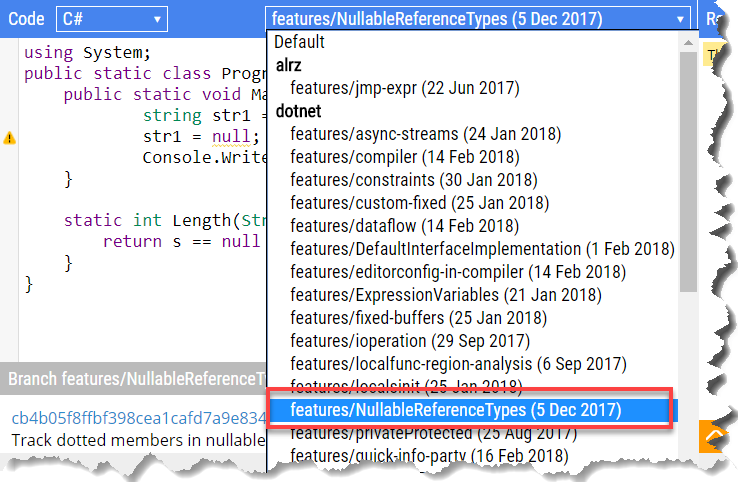 Code C# features/NullableReferenceTypes (5 Dec 2017)
Default
using System;
alrz
public static class Progr
features/jmp-expr (22 Jun 2017)
public static void Ma
dotnet
string str1 =
features/async-streams (24 Jan 2018)
str1 = null;
features/compiler (14 Feb 2018)
Console.Write
features/constraints (30 Jan 2018)
}
features/custom-fixed (25 Jan 2018)
static int Length(Str
features/dataflow (14 Feb 2018)
return s == null
features/DefaultInterfaceImplementation (1 Feb 2018)
}
features/editorconfig-in-compiler (14 Feb 2018)
}
features/ExpressionVariables (21 Jan 2018)
features/fixed-buffers (25 Jan 2018)
features/ioperation (29 Sep 2017)
features/localfunc-region-analysis (6 Sep 2017)
Branch features/NullableReferenceTy
features/localsinit (25 Jan 2018)
cb4b05f8ffbf398cea1cafd7a9e834
features/NullableReferenceTypes (5 Dec 2017)
Track dotted members in nullable
features/privateProtected (25 Aug 2017)
features/quick-info-party (16 Feb 2018)